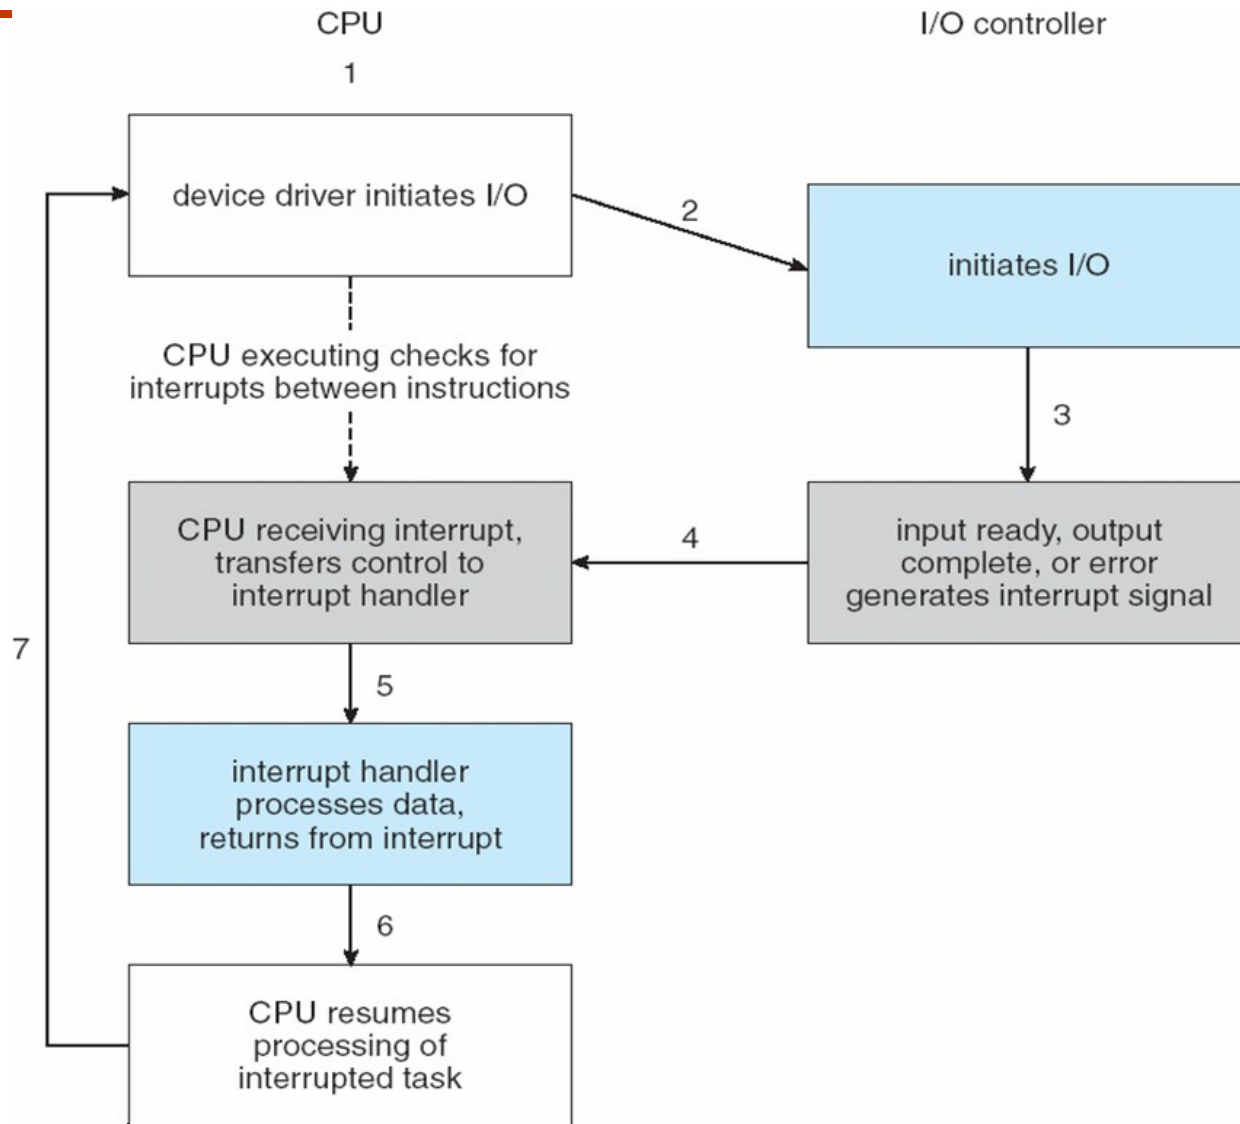 CPU
I/O controller
1
device driver initiates I/O
2
initiates I/O
CPU executing checks for
interrupts between instructions
3
CPU receiving interrupt,
transfers control to
interrupt handler
4
input ready, output
complete, or error
generates interrupt signal
7
5
interrupt handler
processes data,
returns from interrupt
6
CPU resumes
processing of
interrupted task